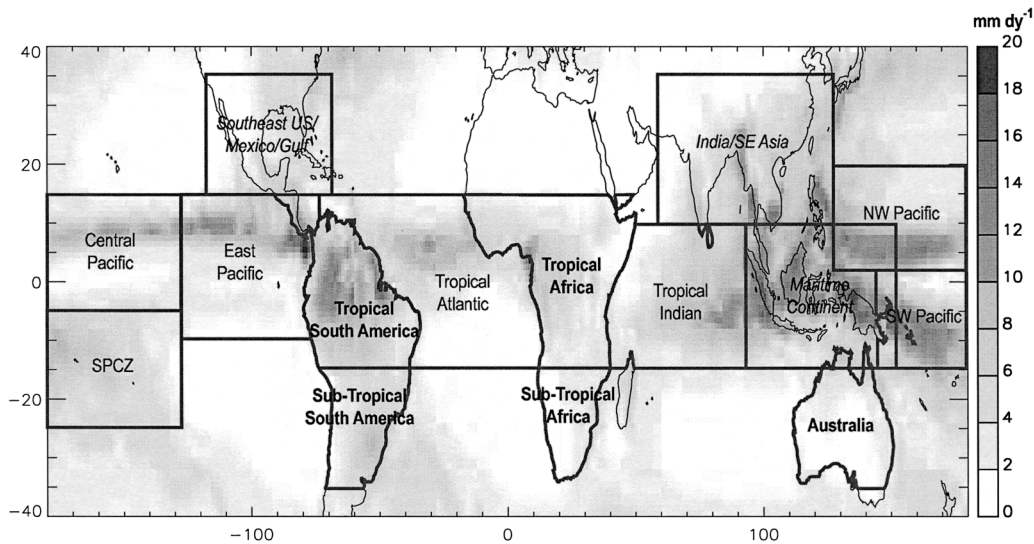 mm dy-1
40
20
0
−20
−40
−100
0
100
20
18
16
14
12
10
8
6
4
2
0
Southeast US/
Mexico/Gulf
India/SE Asia
NW Pacific
Central
Pacific
East
Pacific
Tropical
Atlantic
Tropical
Africa
Tropical
Indian
Maritime
Continent
SW Pacific
Tropical
South America
SPCZ
Sub-Tropical
South America
Sub-Tropical
Africa
Australia